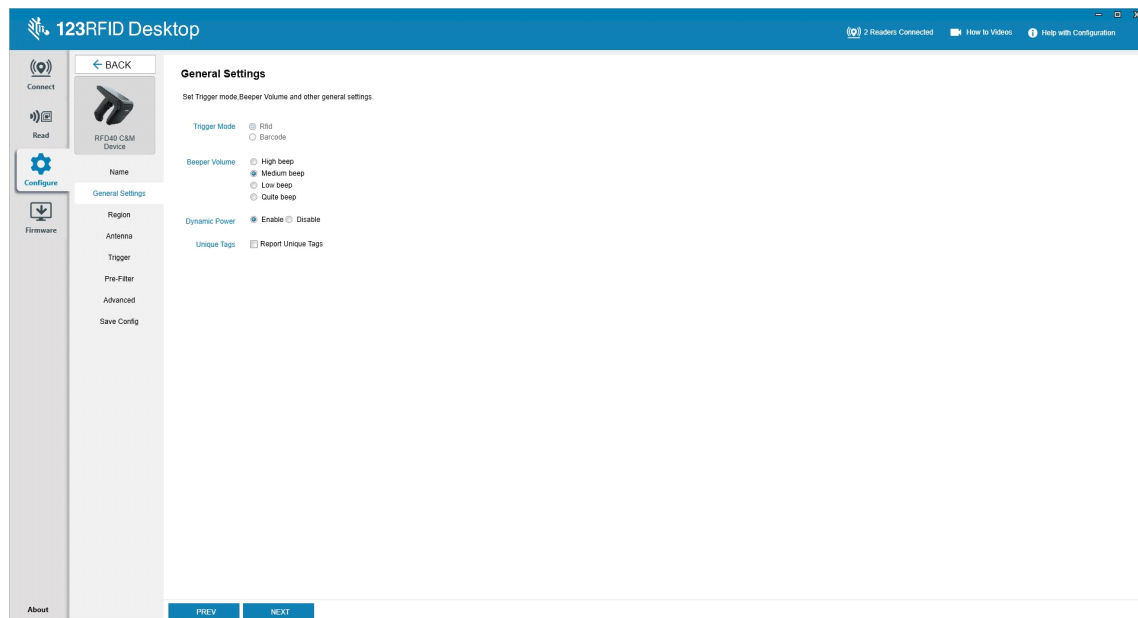 123RFID Desktop
2 Readers Connected
How to Videos
Help with Configuration
Connect
Read
Configure
Firmware
About
BACK
RFD40 C&M
Device
Name
General Settings
Region
Antenna
Trigger
Pre-Filter
Advanced
Save Config
General Settings
Set Trigger mode,Beeper Volume and other general settings.
Trigger Mode Rfid
Barcode
Beeper Volume High beep
Medium beep
Low beep
Quite beep
Dynamic Power Enable Disable
Unique Tags Report Unique Tags
PREV NEXT